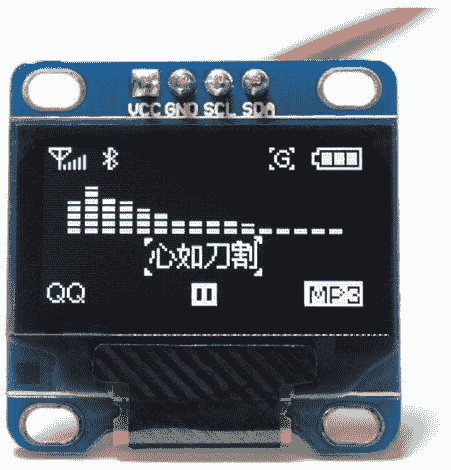 VCC GND SCL SDA
G
心如刀割
QQ MP3